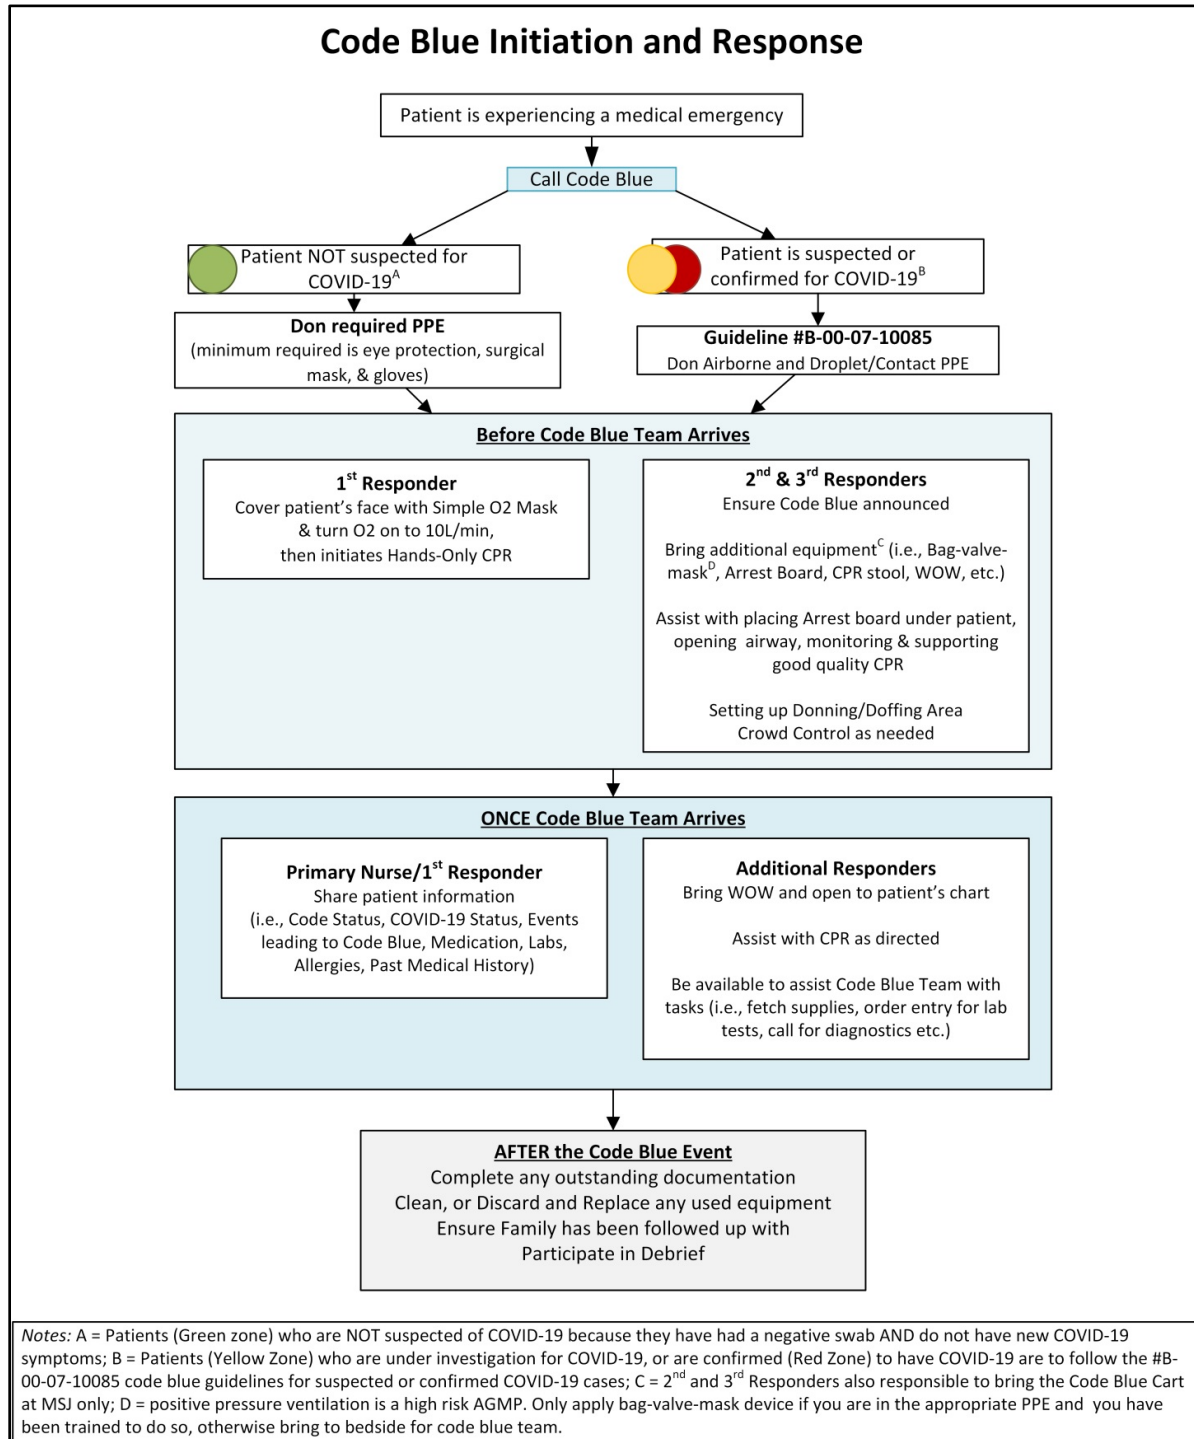 Code Blue Initiation and Response
Patient is experiencing a medical emergency
Call Code Blue
Patient NOT suspected for
COVID-19A
Patient is suspected or
confirmed for COVID-19B
Don required PPE
(minimum required is eye protection, surgical
mask, & gloves)
Guideline #B-00-07-10085
Don Airborne and Droplet/Contact PPE
Before Code Blue Team Arrives
1st Responder
Cover patient's face with Simple O2 Mask
& turn O2 on to 10L/min,
then initiates Hands-Only CPR
2nd & 3rd Responders
Ensure Code Blue announced
Bring additional equipmentC (i.e., Bag-valve-
maskD, Arrest Board, CPR stool, WOW, etc.)
Assist with placing Arrest board under patient,
opening airway, monitoring & supporting
good quality CPR
Setting up Donning/Doffing Area
Crowd Control as needed
ONCE Code Blue Team Arrives
Primary Nurse/1st Responder
Share patient information
(i.e., Code Status, COVID-19 Status, Events
leading to Code Blue, Medication, Labs,
Allergies, Past Medical History)
Additional Responders
Bring WOW and open to patient's chart
Assist with CPR as directed
Be available to assist Code Blue Team with
tasks (i.e., fetch supplies, order entry for lab
tests, call for diagnostics etc.)
AFTER the Code Blue Event
Complete any outstanding documentation
Clean, or Discard and Replace any used equipment
Ensure Family has been followed up with
Participate in Debrief
Notes: A = Patients (Green zone) who are NOT suspected of COVID-19 because they have had a negative swab AND do not have new COVID-19
symptoms; B = Patients (Yellow Zone) who are under investigation for COVID-19, or are confirmed (Red Zone) to have COVID-19 are to follow the #B-
00-07-10085 code blue guidelines for suspected or confirmed COVID-19 cases; C = 2nd and 3rd Responders also responsible to bring the Code Blue Cart
at MSJ only; D = positive pressure ventilation is a high risk AGMP. Only apply bag-valve-mask device if you are in the appropriate PPE and you have
been trained to do so, otherwise bring to bedside for code blue team.